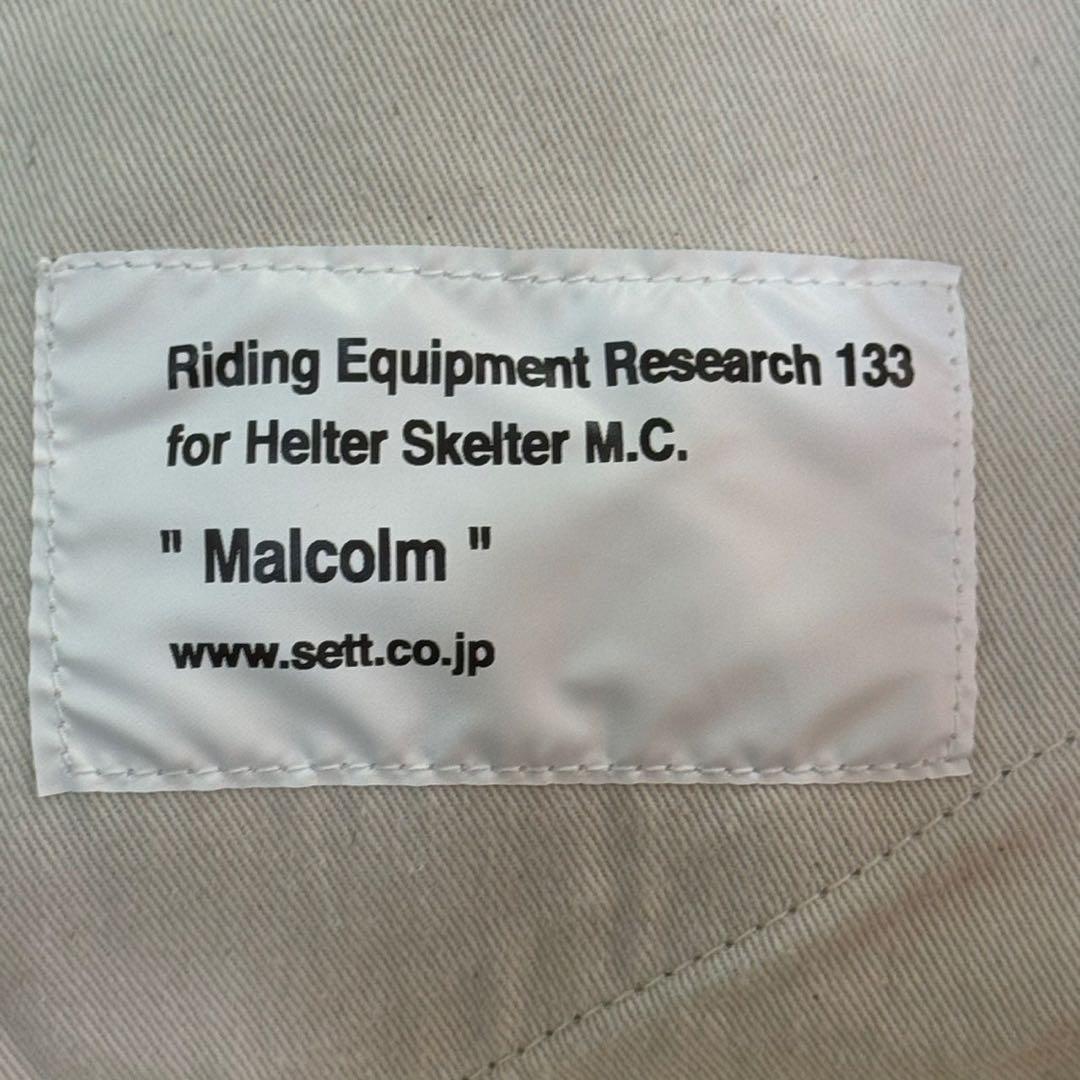 Riding Equipment Research 133
for Helter Skelter M.C.
" Malcolm "
www.sett.co.jp